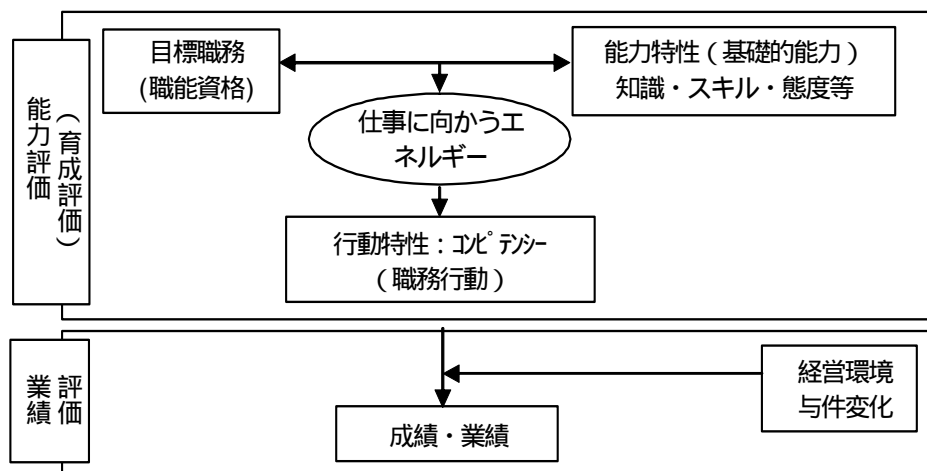 能力評価
（育成評価）
目標職務
(職能資格)
能力特性（基礎的能力）
知識・スキル・態度等
仕事に向かうエ
ネルギー
行動特性：ｺﾝﾋﾟﾃﾝｼｰ
（職務行動）
業績
評価
経営環境
与件変化
成績・業績